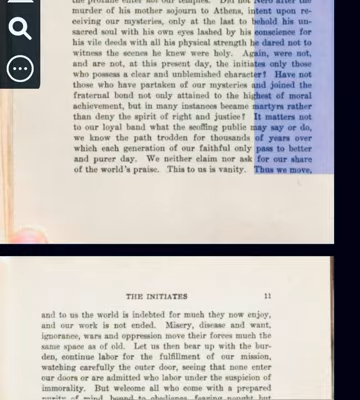 murder of his mother sojourn to Athens, intent upon re-
ceiving our mysteries, only at the last to behold his un-
sacred soul with his own eyes lashed by his conscience for
his vile deeds with all his physical strength he dared not to
witness the scenes he knew were holy. Again, were not,
and are not, at this present day, the initiates only those
who possess a clear and unblemished character? Have not
those who have partaken of our mysteries and joined the
fraternal bond not only attained to the highest of moral
achievement, but in many instances became martyrs rather
than deny the spirit of right and justice? It matters not
to our loyal band what the scoffing public may say or do,
we know the path trodden for thousands of years over
which each generation of our faithful only pass to better
and purer day. We neither claim nor ask for our share
of the world's praise. This to us is vanity. Thus we move,
THE INITIATES 11
and to us the world is indebted for much they now enjoy,
and our work is not ended. Misery, disease and want,
ignorance, wars and oppression move their forces much the
same space as of old. Let us then bear up with the bur-
den, continue labor for the fulfillment of our mission,
watching carefully the outer door, seeing that none enter
our doors or are admitted who labor under the suspicion of
immorality. But welcome all who come with a prepared